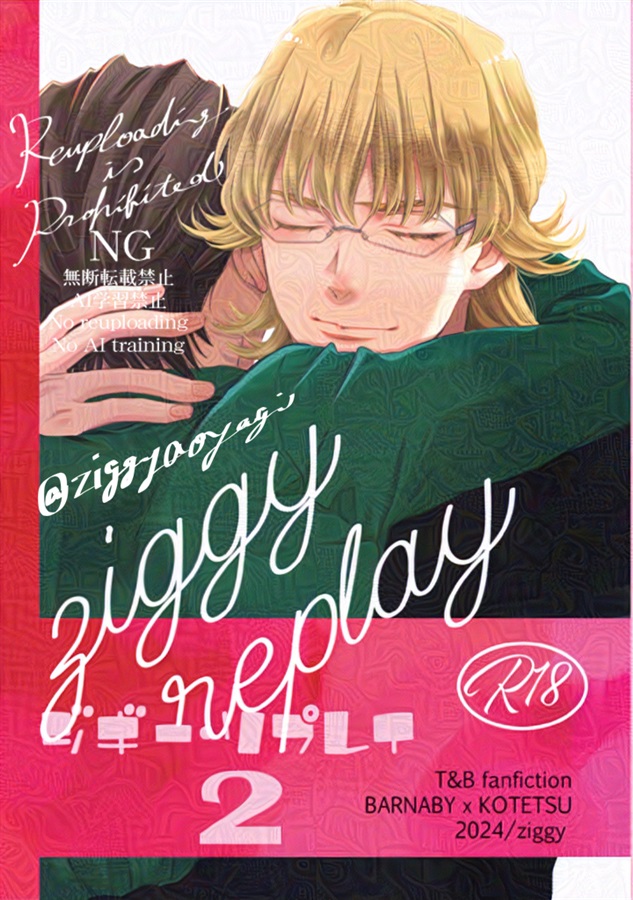 Reuploading
is
Prohibited
NG
無断転載禁止
AI学習禁止
No reuploading
No AI training
@ziggyaoyagi
ziggy
replay
R18
ジギー・リプレイ
2
T&B fanfiction
BARNABY x KOTETSU
2024/ziggy